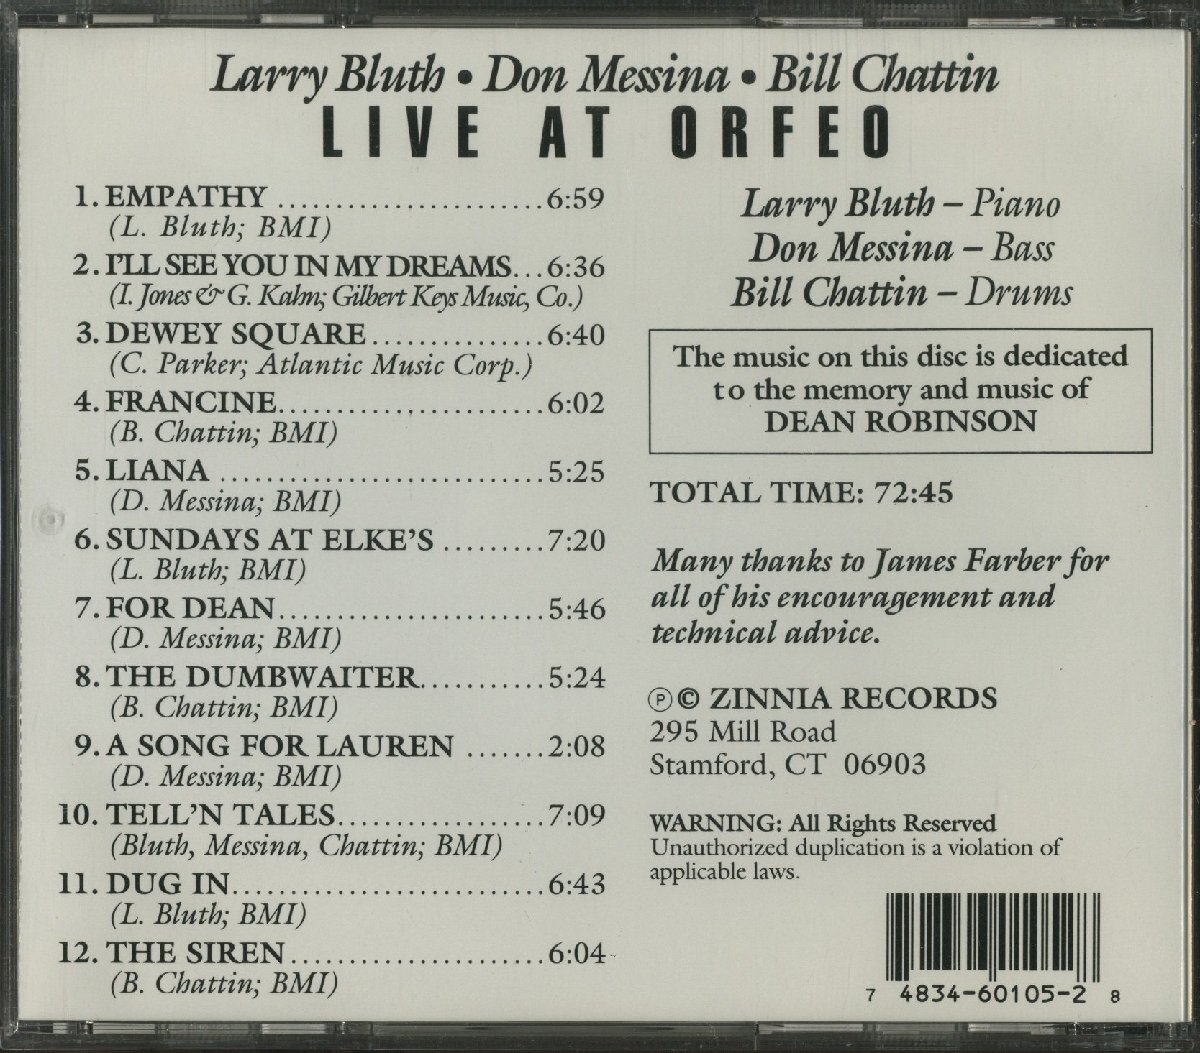 Larry Bluth • Don Messina • Bill Chattin
LIVE AT ORFEO
1. EMPATHY ......................6:59
(L. Bluth; BMI)
2. I'LL SEE YOU IN MY DREAMS...6:36
(I. Jones & G. Kahn; Gilbert Keys Music, Co.)
3. DEWEY SQUARE................6:40
(C. Parker; Atlantic Music Corp.)
4. FRANCINE.........................6:02
(B. Chattin; BMI)
5. LIANA ..............................5:25
(D. Messina; BMI)
6. SUNDAYS AT ELKE'S .........7:20
(L. Bluth; BMI)
7. FOR DEAN.........................5:46
(D. Messina; BMI)
8. THE DUMBWAITER...........5:24
(B. Chattin; BMI)
9. A SONG FOR LAUREN .......2:08
(D. Messina; BMI)
10. TELL'N TALES...................7:09
(Bluth, Messina, Chattin; BMI)
11. DUG IN.............................6:43
(L. Bluth; BMI)
12. THE SIREN .......................6:04
(B. Chattin; BMI)
Larry Bluth – Piano
Don Messina – Bass
Bill Chattin – Drums
The music on this disc is dedicated
to the memory and music of
DEAN ROBINSON
TOTAL TIME: 72:45
Many thanks to James Farber for
all of his encouragement and
technical advice.
℗© ZINNIA RECORDS
295 Mill Road
Stamford, CT 06903
WARNING: All Rights Reserved
Unauthorized duplication is a violation of
applicable laws.
7 4834-60105-2 8